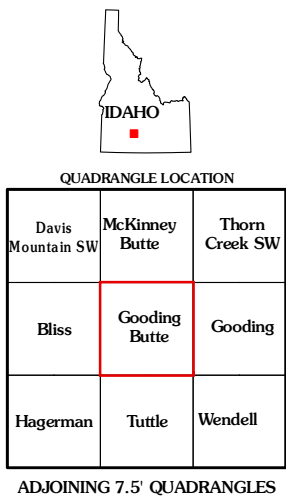 IDAHO
QUADRANGLE LOCATION
Davis
Mountain SW
McKinney
Butte
Thorn
Creek SW
Bliss
Gooding
Butte
Gooding
Hagerman
Tuttle
Wendell
ADJOINING 7.5' QUADRANGLES